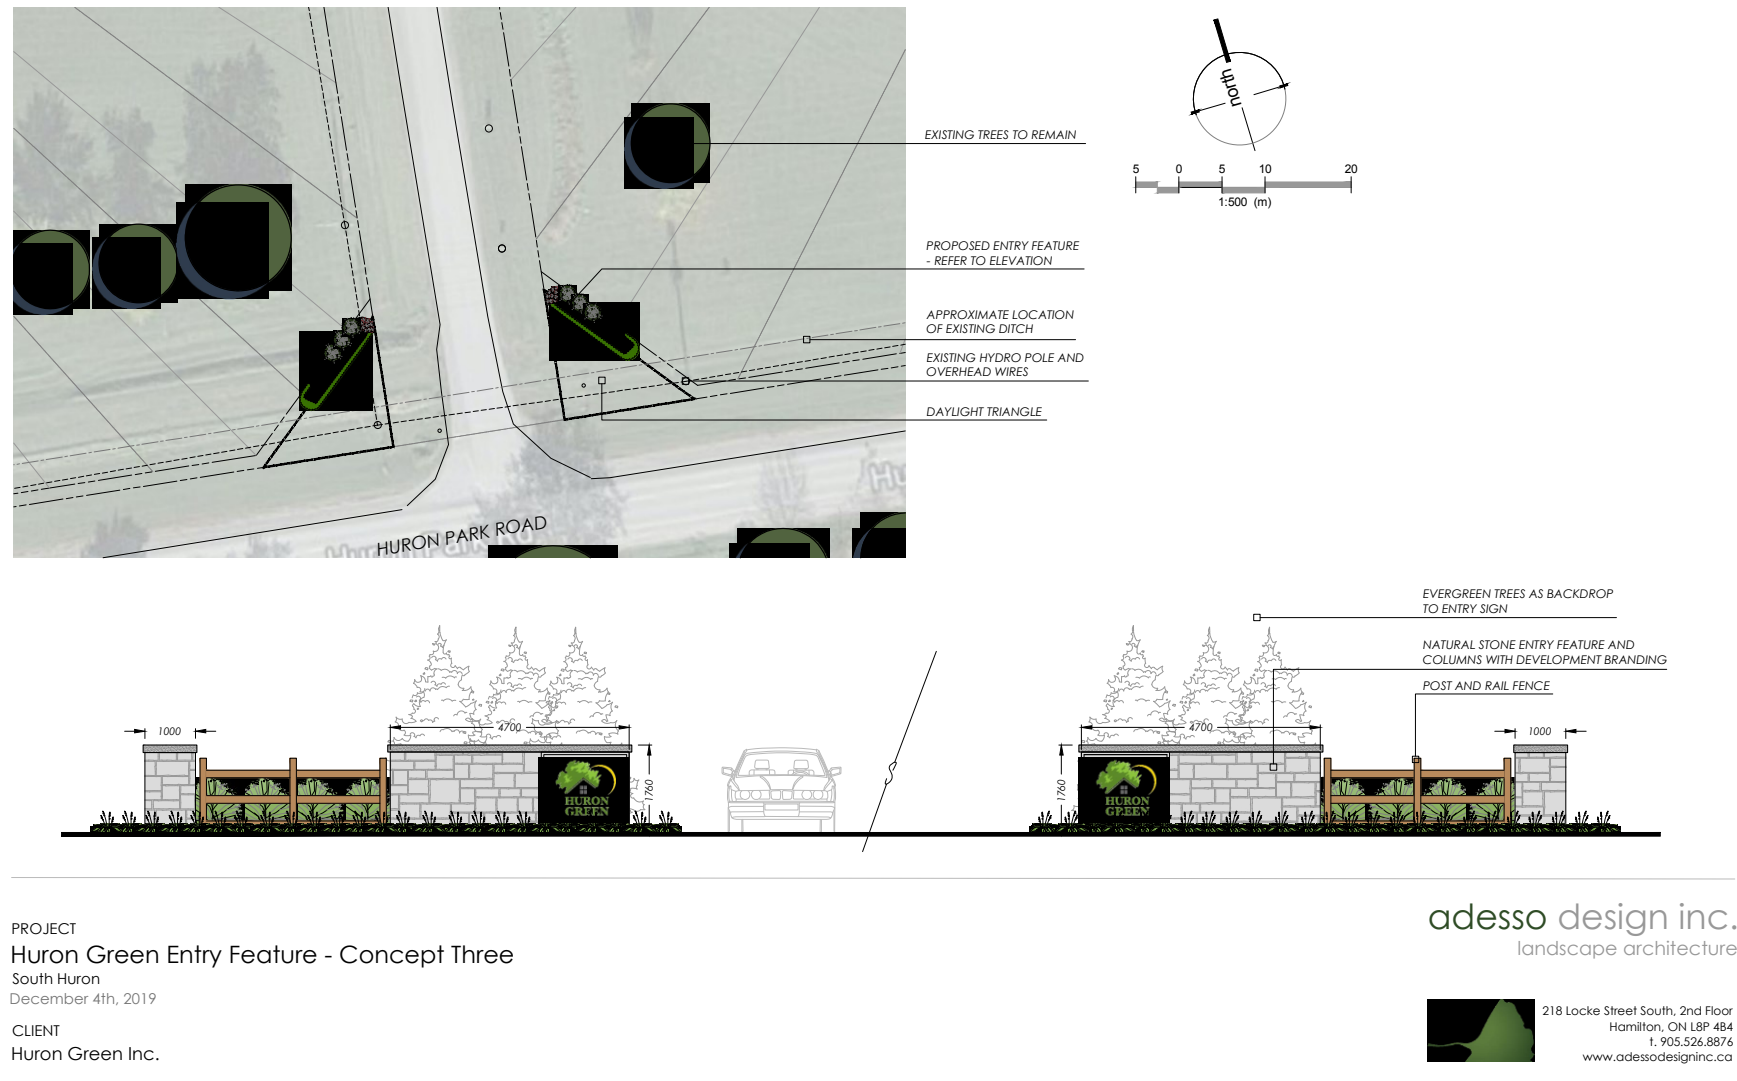 north
5 0 5 10 20
1:500 (m)
EXISTING TREES TO REMAIN
PROPOSED ENTRY FEATURE
- REFER TO ELEVATION
APPROXIMATE LOCATION
OF EXISTING DITCH
EXISTING HYDRO POLE AND
OVERHEAD WIRES
DAYLIGHT TRIANGLE
HURON PARK ROAD
EVERGREEN TREES AS BACKDROP
TO ENTRY SIGN
NATURAL STONE ENTRY FEATURE AND
COLUMNS WITH DEVELOPMENT BRANDING
POST AND RAIL FENCE
1000
4700
1760
HURON
GREEN
1760
4700
1000
HURON
GREEN
PROJECT
Huron Green Entry Feature - Concept Three
South Huron
December 4th, 2019
CLIENT
Huron Green Inc.
adesso design inc.
landscape architecture
218 Locke Street South, 2nd Floor
Hamilton, ON L8P 4B4
t. 905.526.8876
www.adessodesigninc.ca